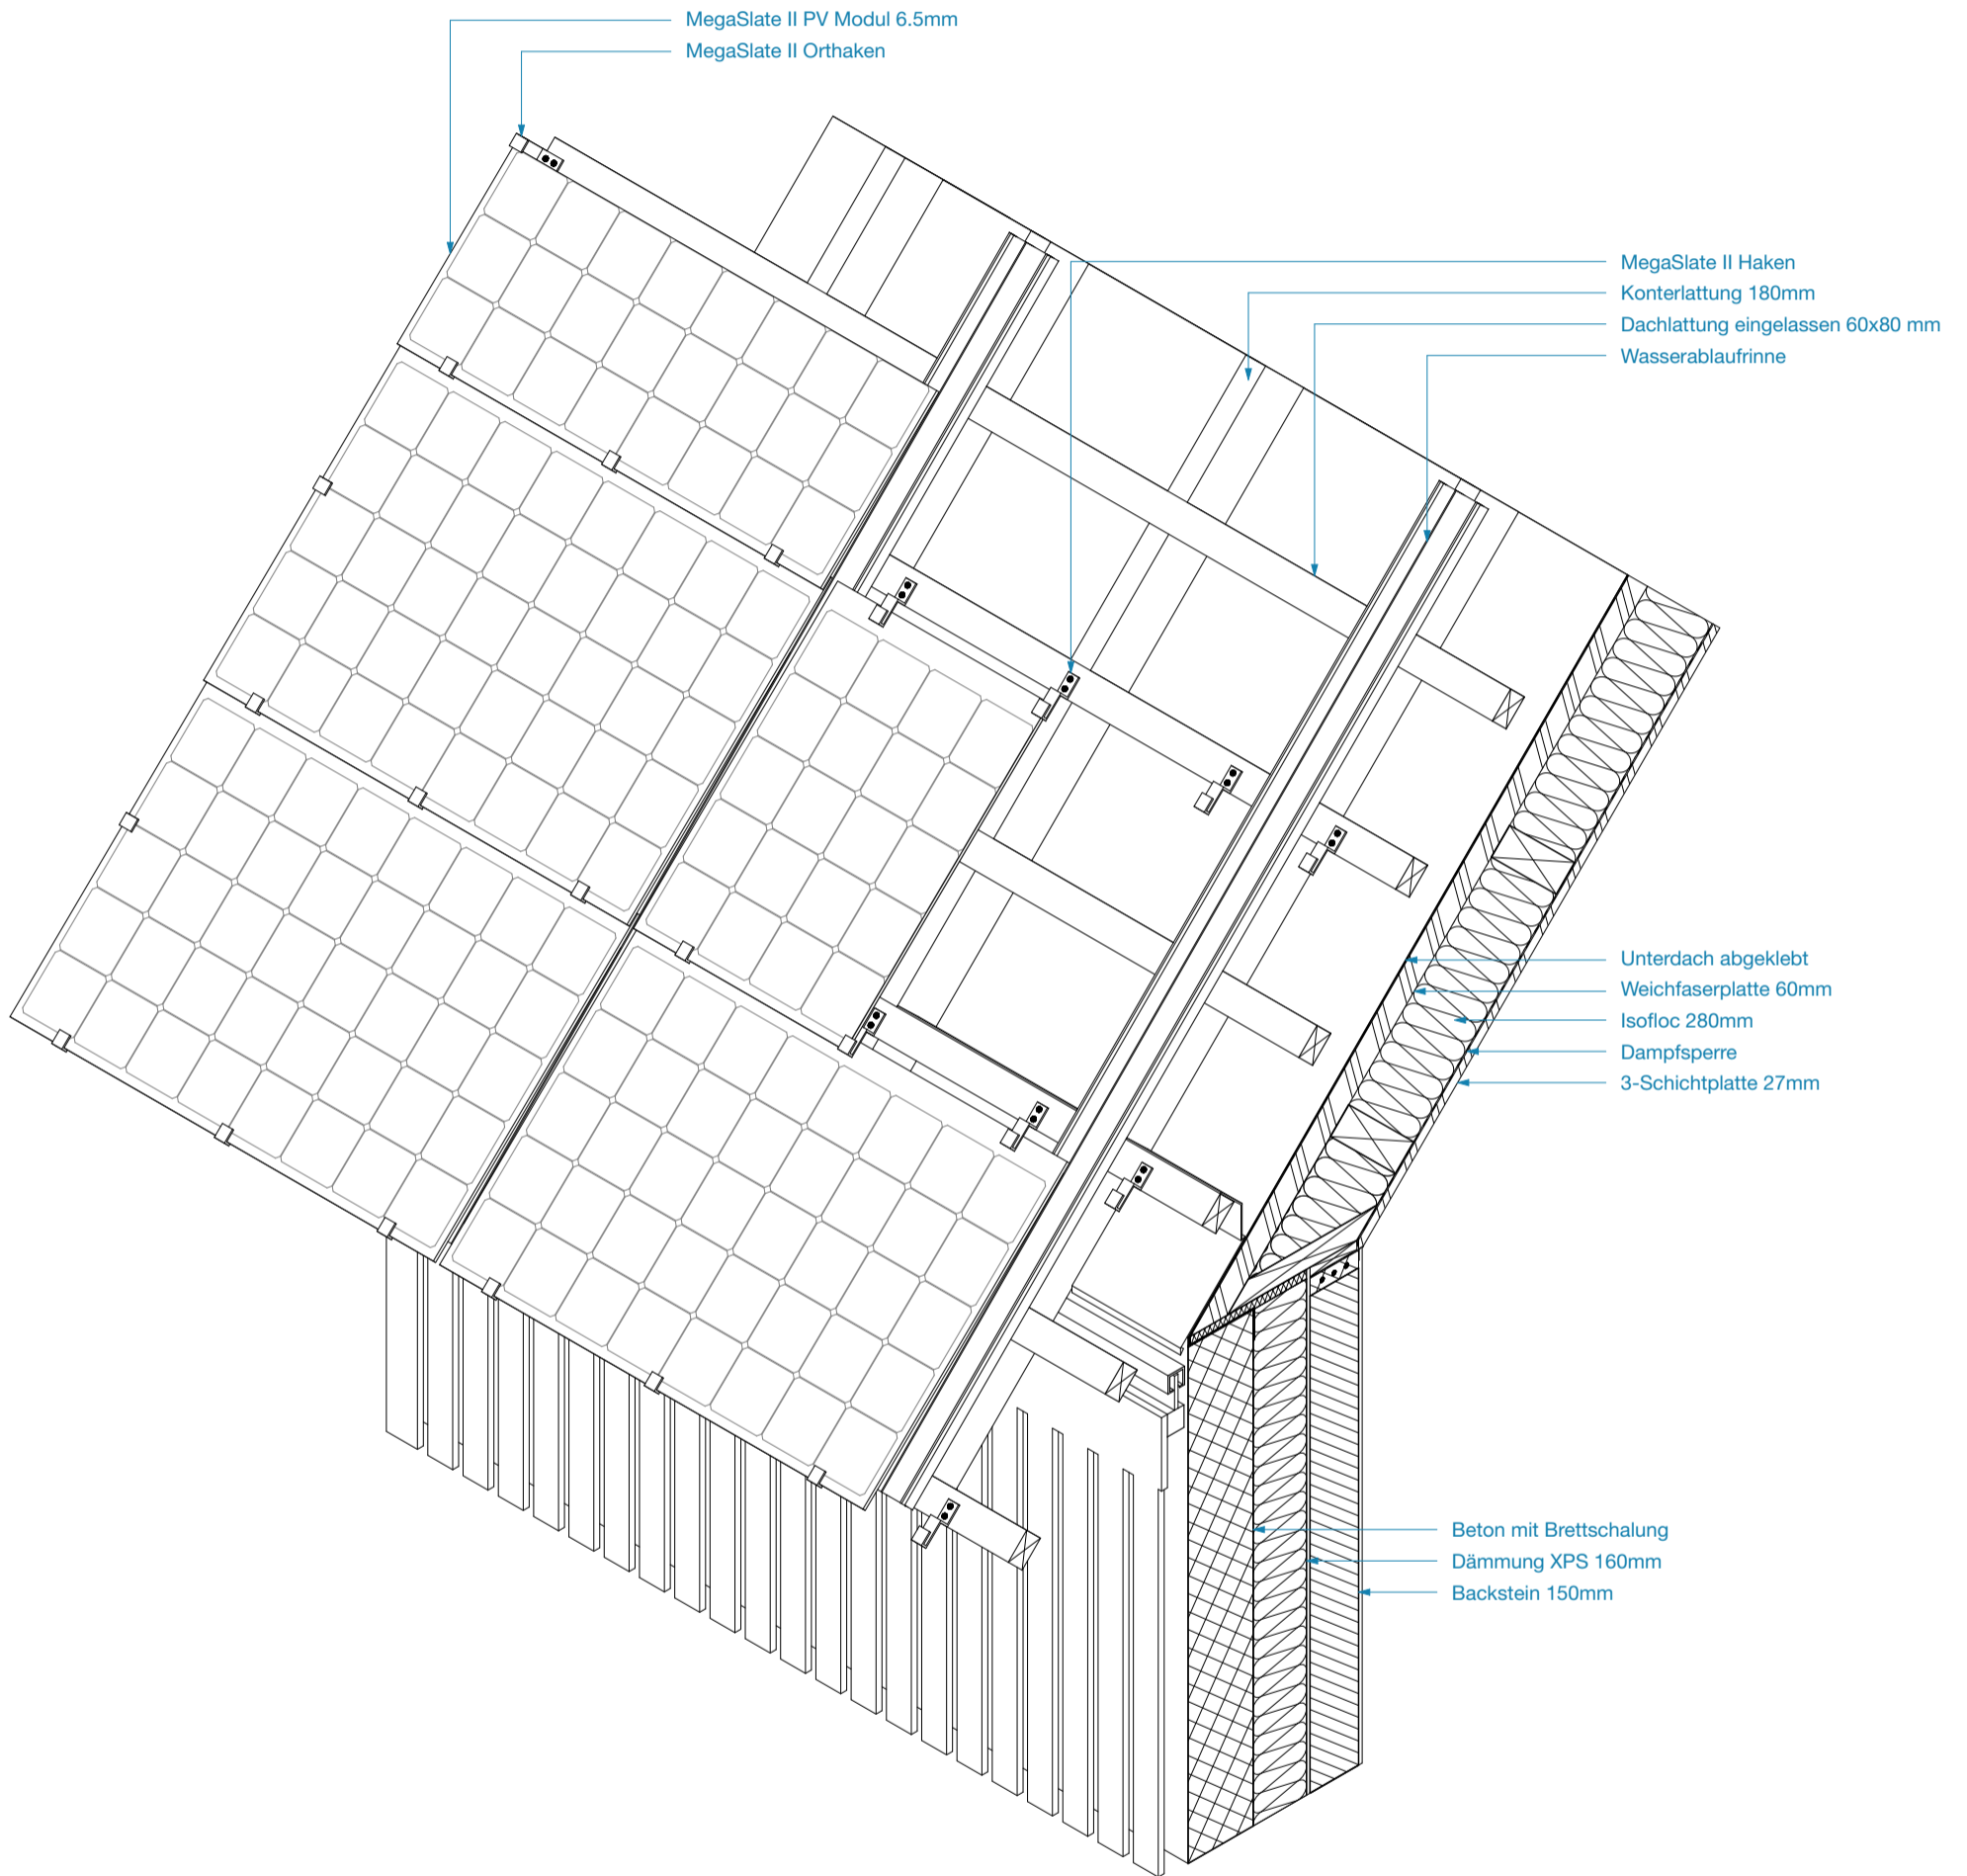 MegaSlate II PV Modul 6.5mm
MegaSlate II Orthaken
MegaSlate II Haken
Konterlattung 180mm
Dachlattung eingelassen 60x80 mm
Wasserablaufrinne
Unterdach abgeklebt
Weichfaserplatte 60mm
Isofloc 280mm
Dampfsperre
3-Schichtplatte 27mm
Beton mit Brettschalung
Dämmung XPS 160mm
Backstein 150mm